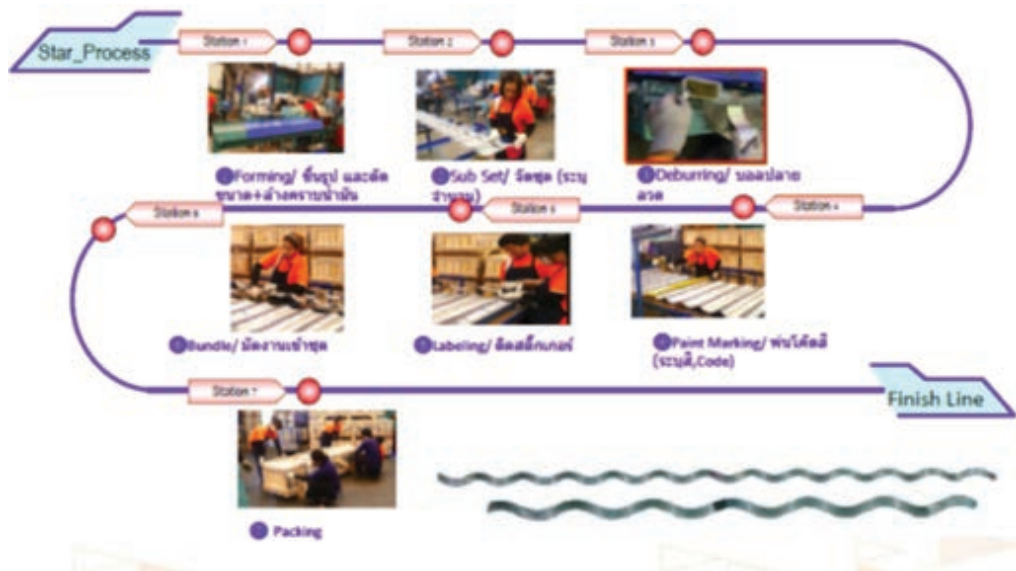 Star_Process
Station 1
Station 2
Station 3
Forming/ ขึ้นรูป และตัด
ขนาด+ล้างคราบน้ำมัน
Sub Set/ จัดชุด (ระบุ
จำนวน)
Deburring/ บอลปลาย
ลวด
Station 6
Station 5
Station 4
Bundle/ มัดงานเข้าชุด
Labeling/ ติดสติ๊กเกอร์
Paint Marking/ พ่นโค๊ตสี
(ระบุสี,Code)
Station 7
Finish Line
Packing